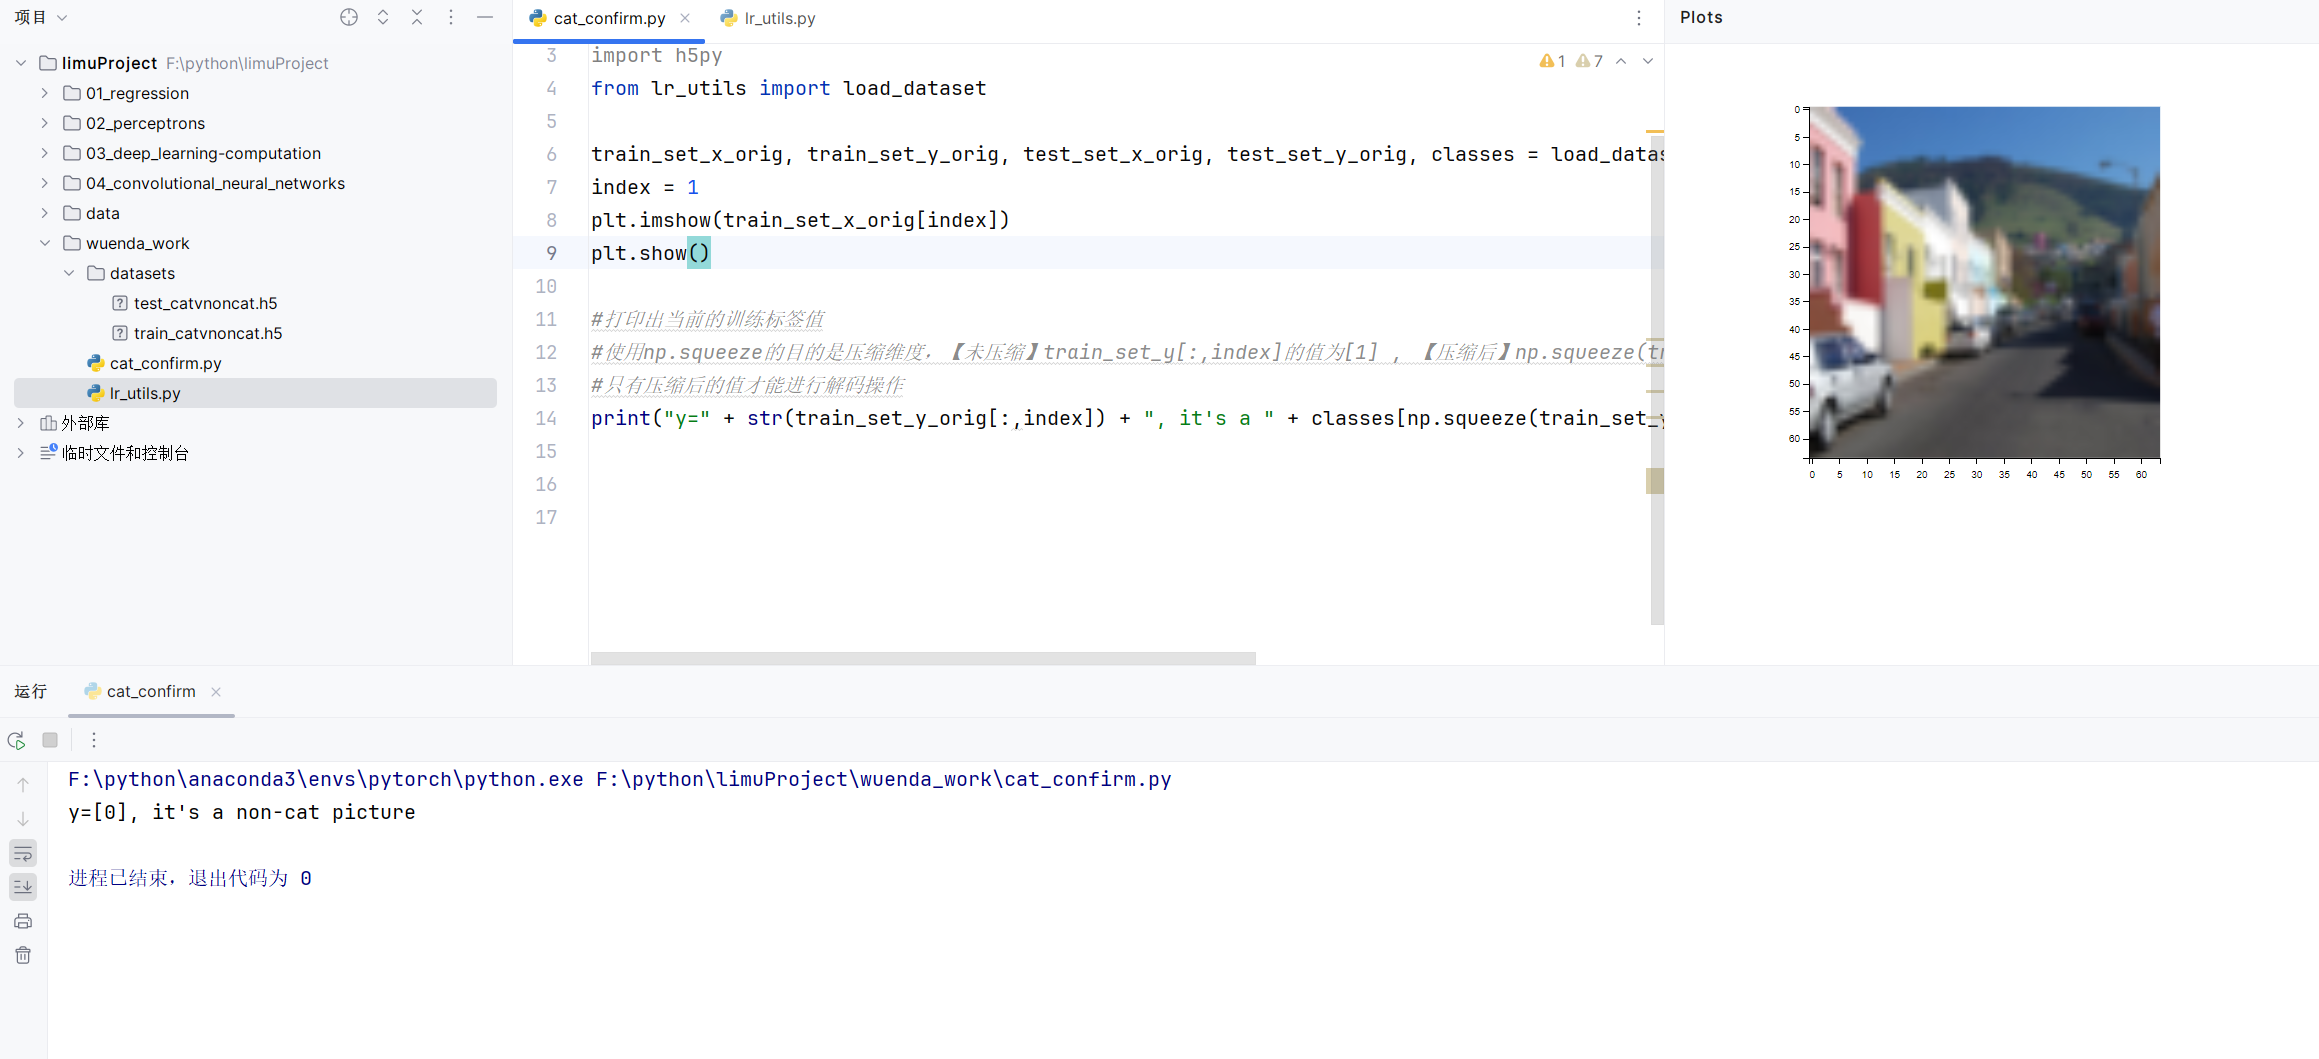 项目
limuProject F:\python\limuProject
01_regression
02_perceptrons
03_deep_learning-computation
04_convolutional_neural_networks
data
wuenda_work
datasets
test_catvnoncat.h5
train_catvnoncat.h5
cat_confirm.py
lr_utils.py
外部库
临时文件和控制台
cat_confirm.py
lr_utils.py
1 7
3 import h5py
4 from lr_utils import load_dataset
5
6 train_set_x_orig, train_set_y_orig, test_set_x_orig, test_set_y_orig, classes = load_datas
7 index = 1
8 plt.imshow(train_set_x_orig[index])
9 plt.show()
10
11 #打印出当前的训练标签值
12 #使用np.squeeze的目的是压缩维度，【未压缩】train_set_y[:,index]的值为[1] , 【压缩后】np.squeeze(tr
13 #只有压缩后的值才能进行解码操作
14 print("y=" + str(train_set_y_orig[:,index]) + ", it's a " + classes[np.squeeze(train_set_y
15
16
17
Plots
0
5
10
15
20
25
30
35
40
45
50
55
60
0 5 10 15 20 25 30 35 40 45 50 55 60
运行 cat_confirm
F:\python\anaconda3\envs\pytorch\python.exe F:\python\limuProject\wuenda_work\cat_confirm.py
y=[0], it's a non-cat picture
进程已结束，退出代码为 0